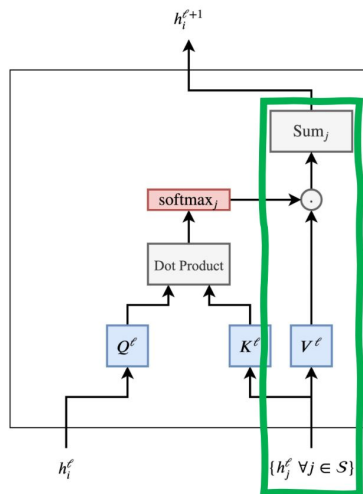 h_i^{ℓ+1}
Sum_j
softmax_j
.
Dot Product
Q^ℓ
K^ℓ
V^ℓ
h_i^ℓ
{h_j^ℓ ∀j ∈ S}